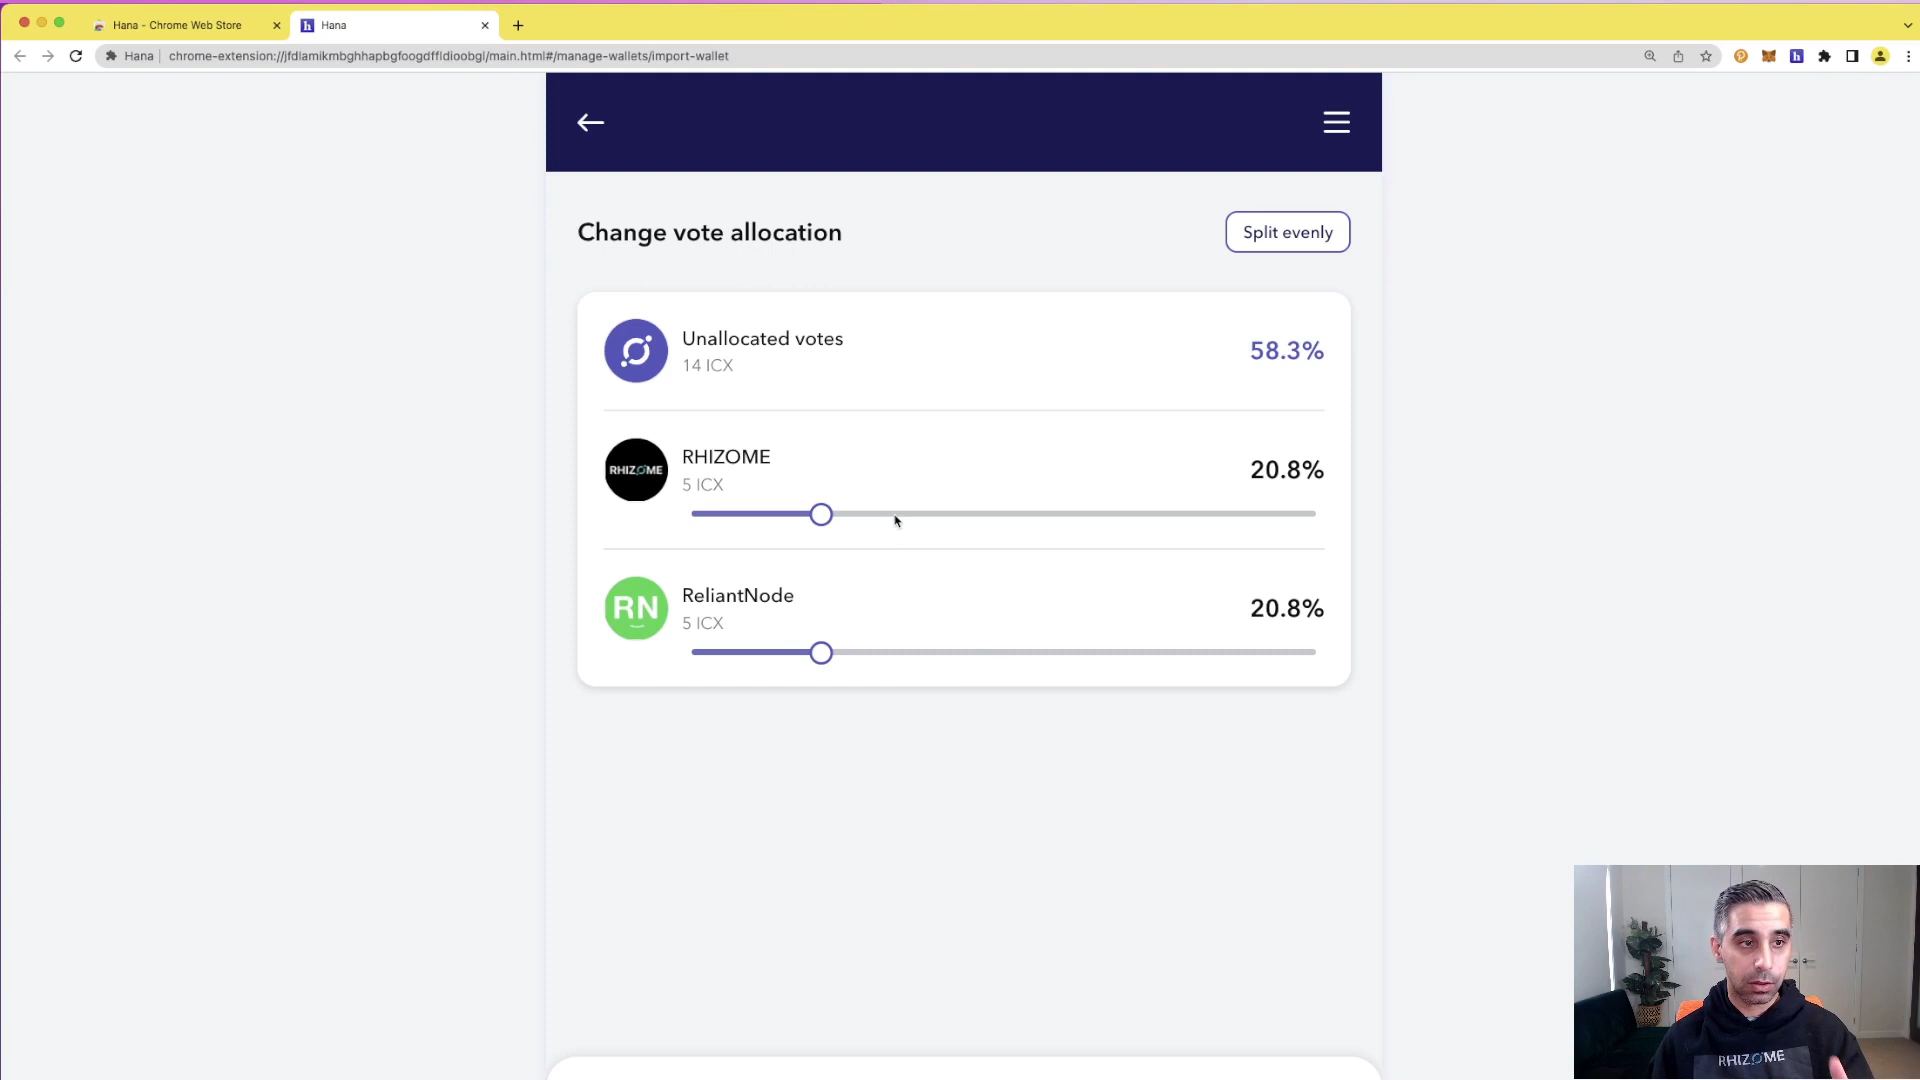 Hana - Chrome Web Store
Hana
Hana
chrome-extension://jfdlamikmbghhapbgfoogdffldioobgl/main.html#/manage-wallets/import-wallet
Change vote allocation
Split evenly
Unallocated votes
14 ICX
58.3%
RHIZOME
RHIZOME
5 ICX
20.8%
RN
ReliantNode
5 ICX
20.8%
RHIZOME